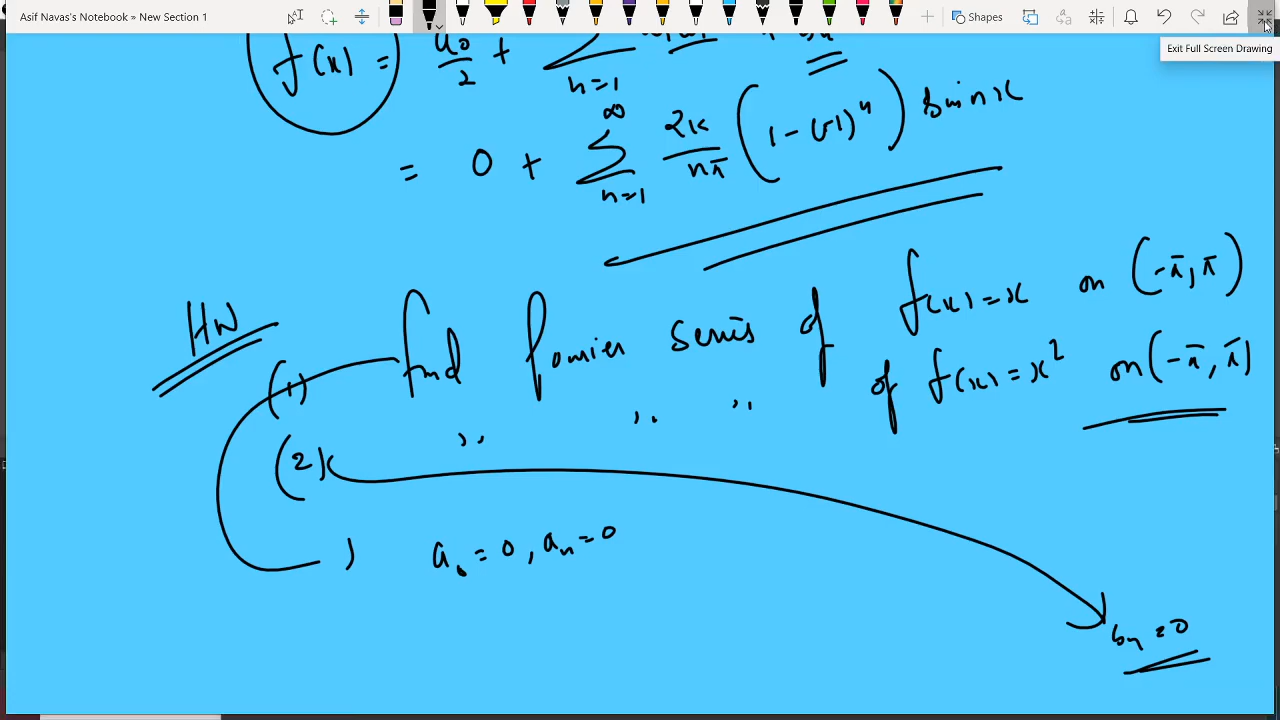 Asif Navas's Notebook » New Section 1
Shapes
Exit Full Screen Drawing
f(x) = a0/2 +
∑ n=1
= 0 + ∑ n=1 ∞ 2k/nπ (1 - (-1)^n) sin nx
HW
(1) find fourier series of f(x) = x on (-π, π)
(2) ,, ,, ,, of f(x) = x² on (-π, π)
) a₀ = 0, aₙ = 0
bₙ = 0